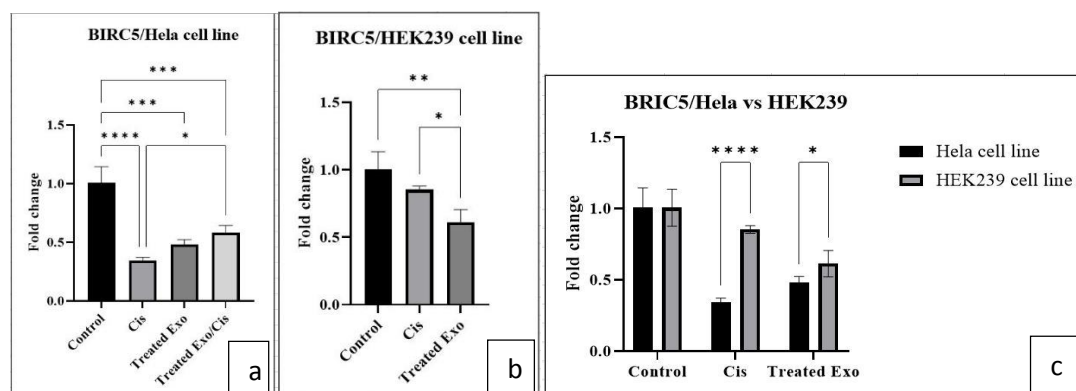 BIRC5/Hela cell line
***
***
**** *
Fold change
1.5
1.0
0.5
0.0
Control
Cis
Treated Exo
Treated Exo/Cis
a
BIRC5/HEK239 cell line
**
*
Fold change
1.5
1.0
0.5
0.0
Control
Cis
Treated Exo
b
BRIC5/Hela vs HEK239
**** *
Fold change
1.5
1.0
0.5
0.0
Control Cis Treated Exo
Hela cell line
HEK239 cell line
c